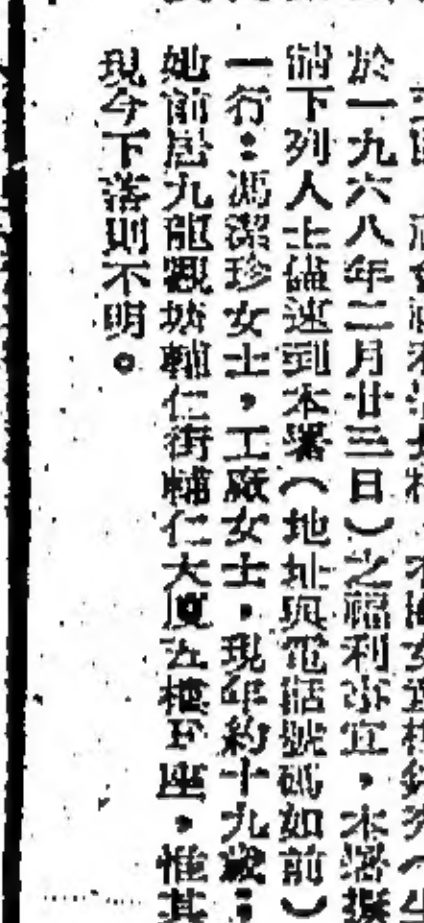 於一九六八年二月廿三日）之福利事宜，本署擬
請下列人士儘速到本署（地址與電話號碼如前）
一行：馮潔珍女士，工廠女士，現年約十九歲：
她前居九龍觀塘輔仁街輔仁大廈五樓F座，惟其
現今下落則不明。